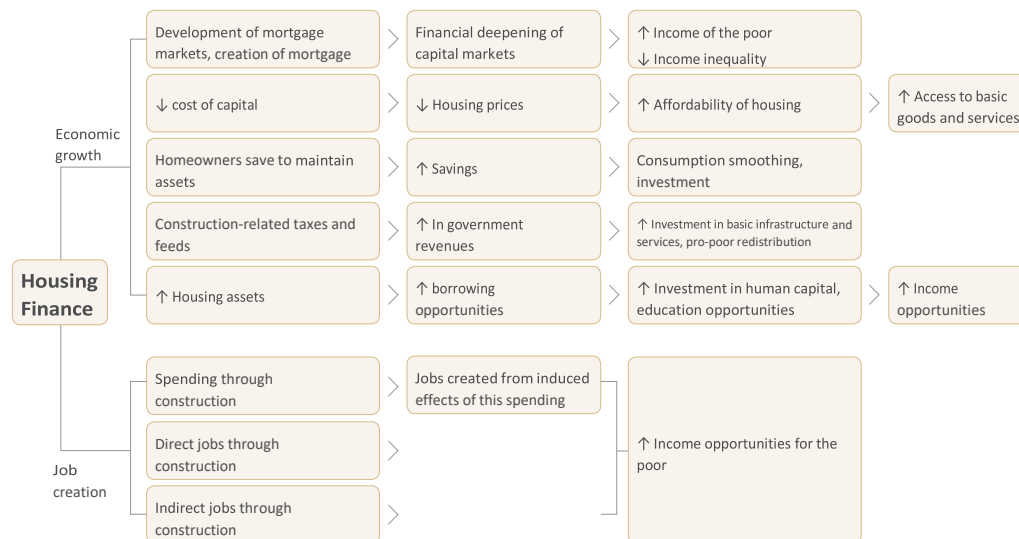 Development of mortgage
markets, creation of mortgage
Financial deepening of
capital markets
↑ Income of the poor
↓ Income inequality
↓ cost of capital
↓ Housing prices
↑ Affordability of housing
↑ Access to basic
goods and services
Economic
growth
Homeowners save to maintain
assets
↑ Savings
Consumption smoothing,
investment
Construction-related taxes and
feeds
↑ In government
revenues
↑ Investment in basic infrastructure and
services, pro-poor redistribution
Housing
Finance
↑ Housing assets
↑ borrowing
opportunities
↑ Investment in human capital,
education opportunities
↑ Income
opportunities
Spending through
construction
Jobs created from induced
effects of this spending
Direct jobs through
construction
↑ Income opportunities for the
poor
Job
creation
Indirect jobs through
construction